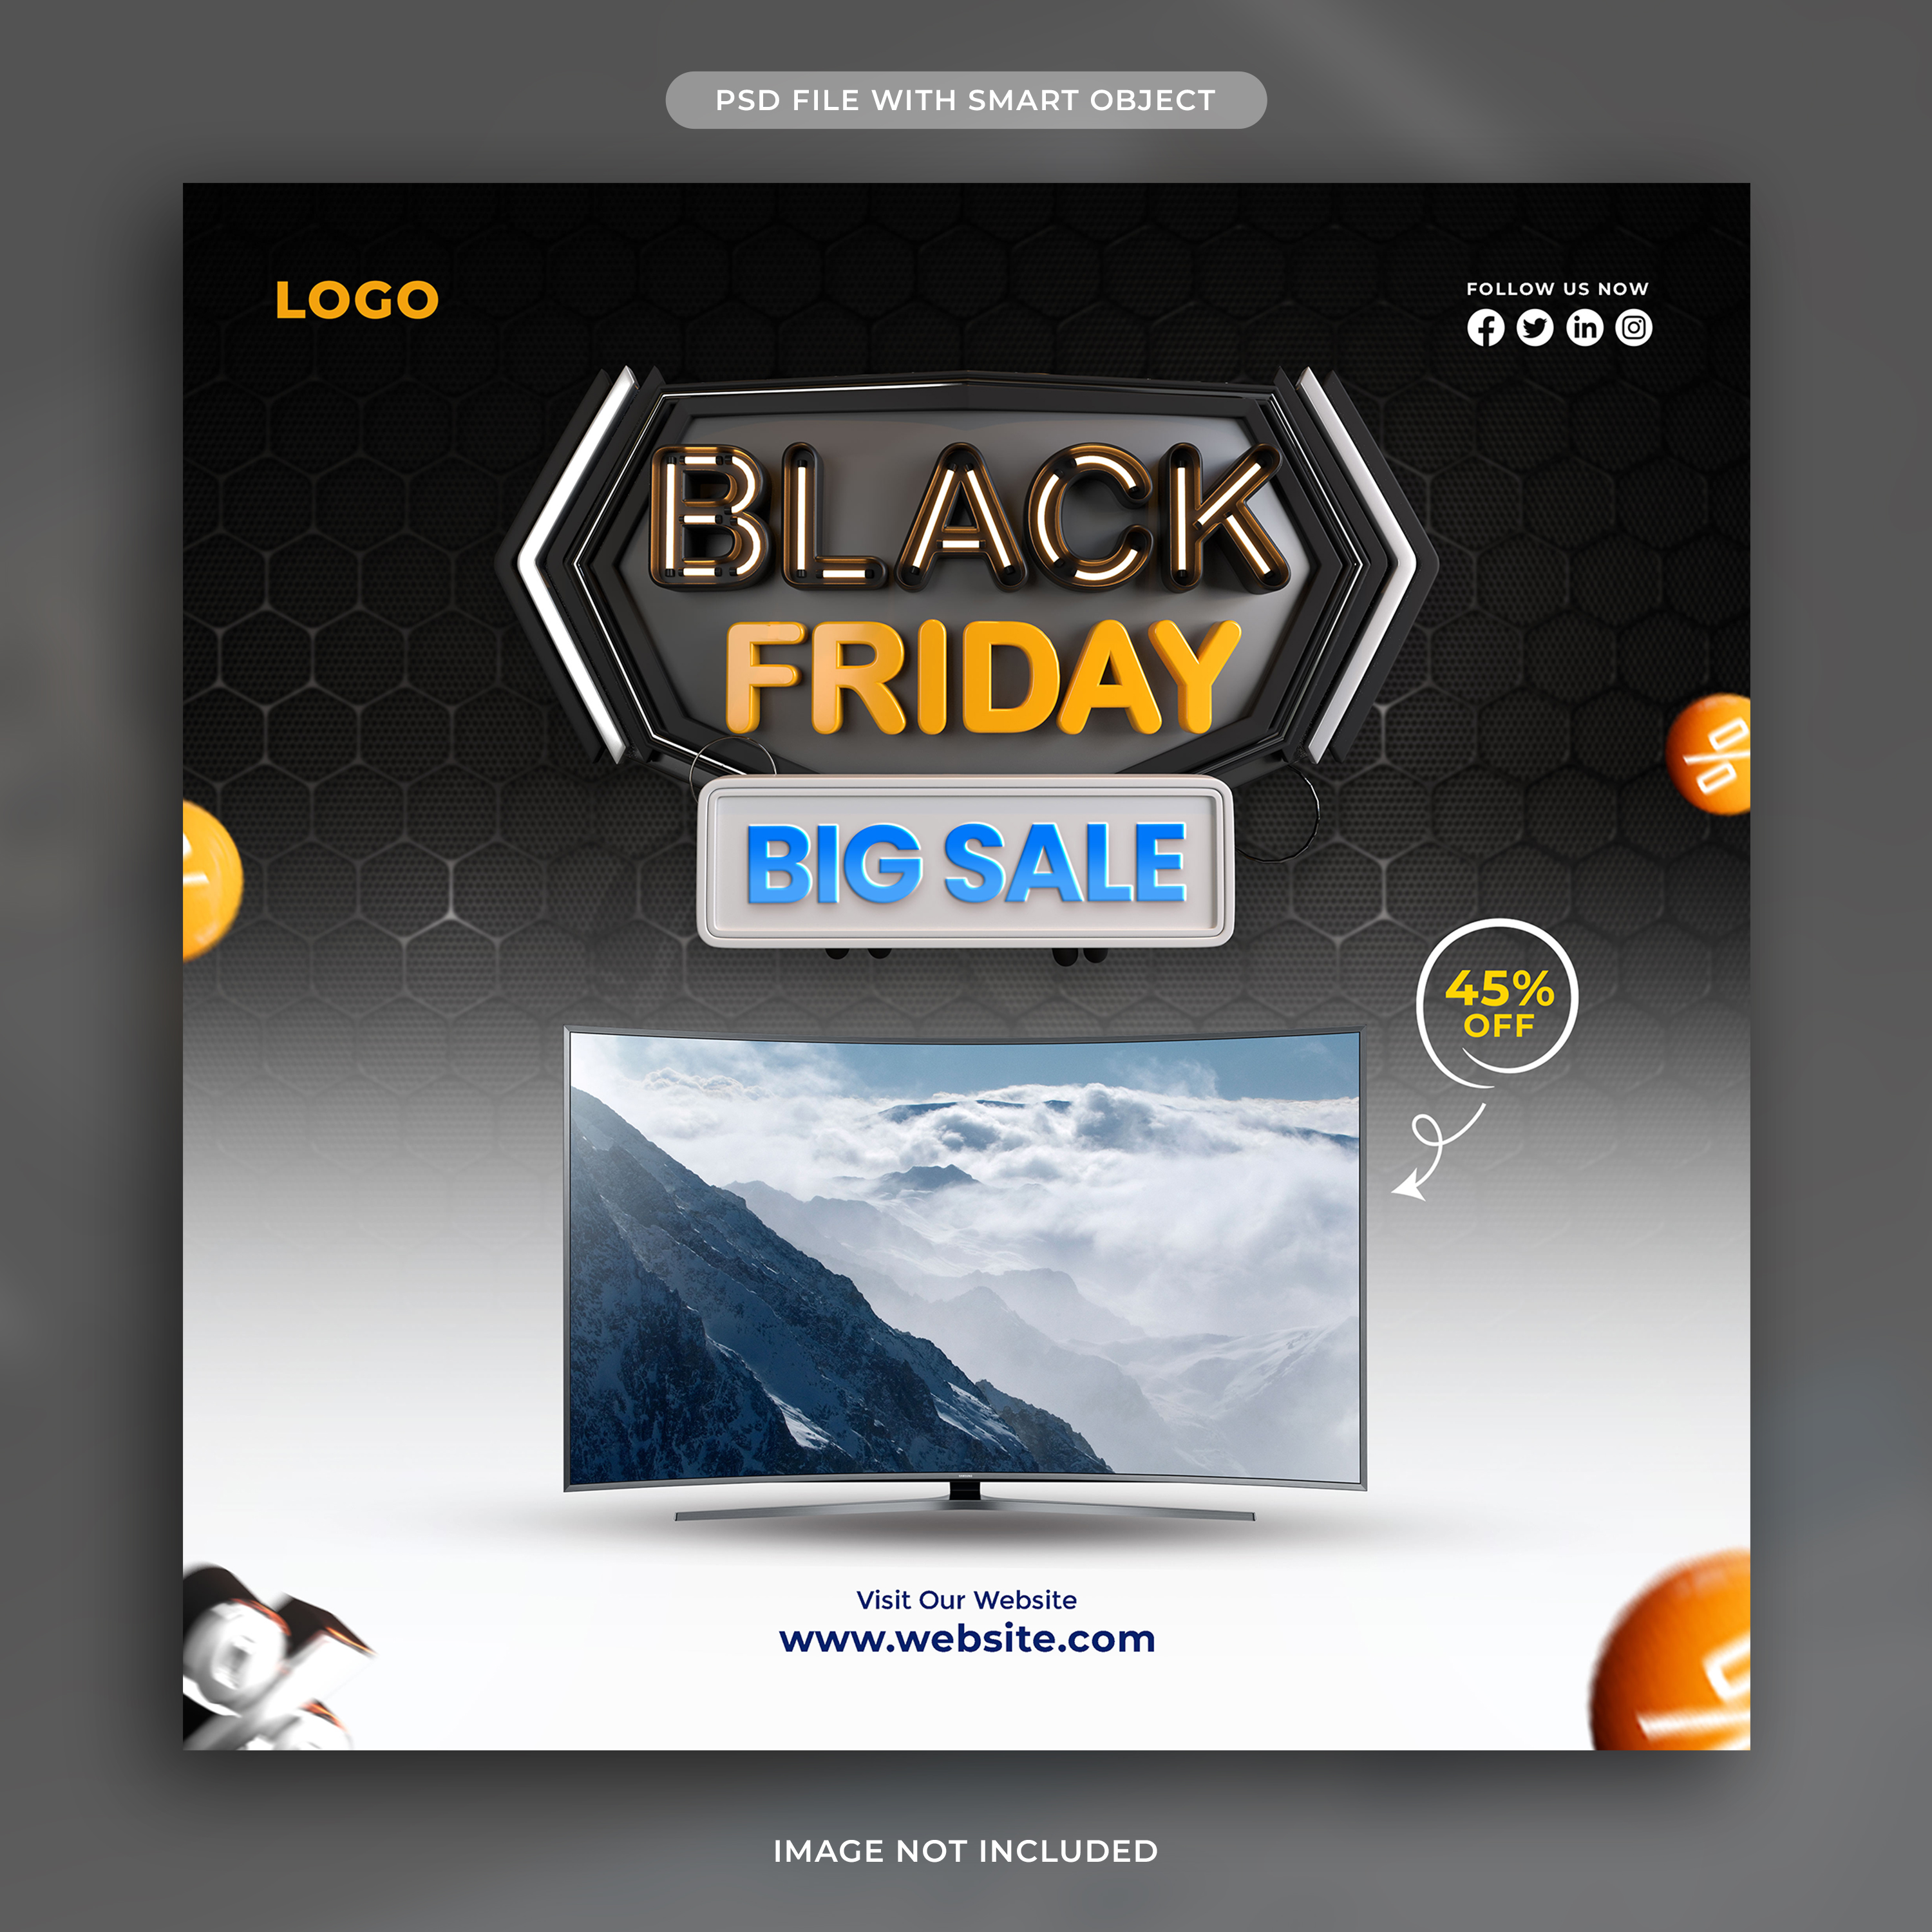 PSD FILE WITH SMART OBJECT
LOGO
FOLLOW US NOW
BLACK
FRIDAY
BIG SALE
%
45%
OFF
Visit Our Website
www.website.com
IMAGE NOT INCLUDED